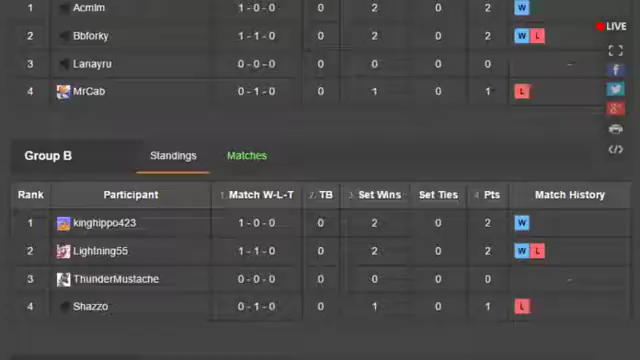 1 Acmlm 1 - 0 - 0 0 2 0 2 W
LIVE
2 Bbforky 1 - 1 - 0 0 2 0 2 W L
3 Lanayru 0 - 0 - 0 0 0 0 0 -
4 MrCab 0 - 1 - 0 0 1 0 1 L
Group B Standings Matches
Rank Participant 1. Match W-L-T 2. TB 3. Set Wins Set Ties 4. Pts Match History
1 kinghippo423 1 - 0 - 0 0 2 0 2 W
2 Lightning55 1 - 1 - 0 0 2 0 2 W L
3 ThunderMustache 0 - 0 - 0 0 0 0 0 -
4 Shazzo 0 - 1 - 0 0 1 0 1 L